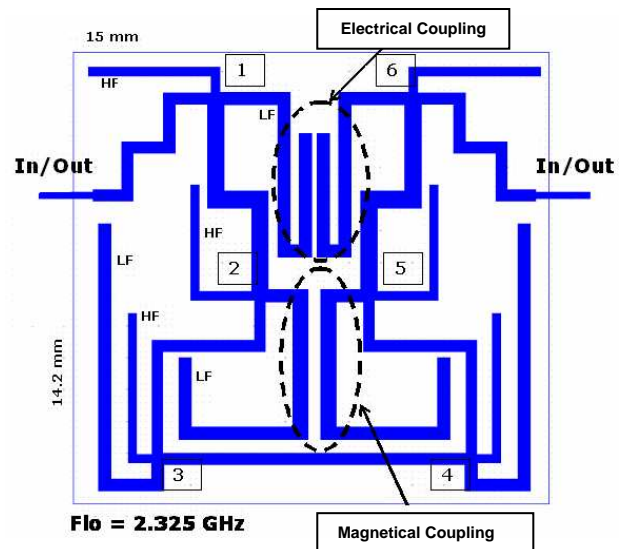 Electrical Coupling
15 mm
1
6
HF
LF
In/Out
In/Out
HF
2
5
LF
HF
14.2 mm
LF
3
4
Flo = 2.325 GHz
Magnetical Coupling